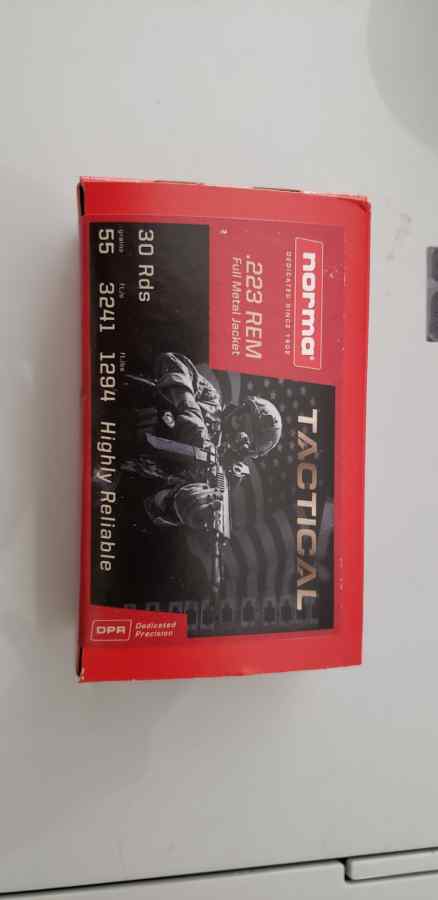 norma®
DEDICATED SINCE 1902
.223 REM
Full Metal Jacket
TACTICAL
30 Rds
grains ft/s ft.lbs
55 3241 1294 Highly Reliable
DPR Dedicated
Precision